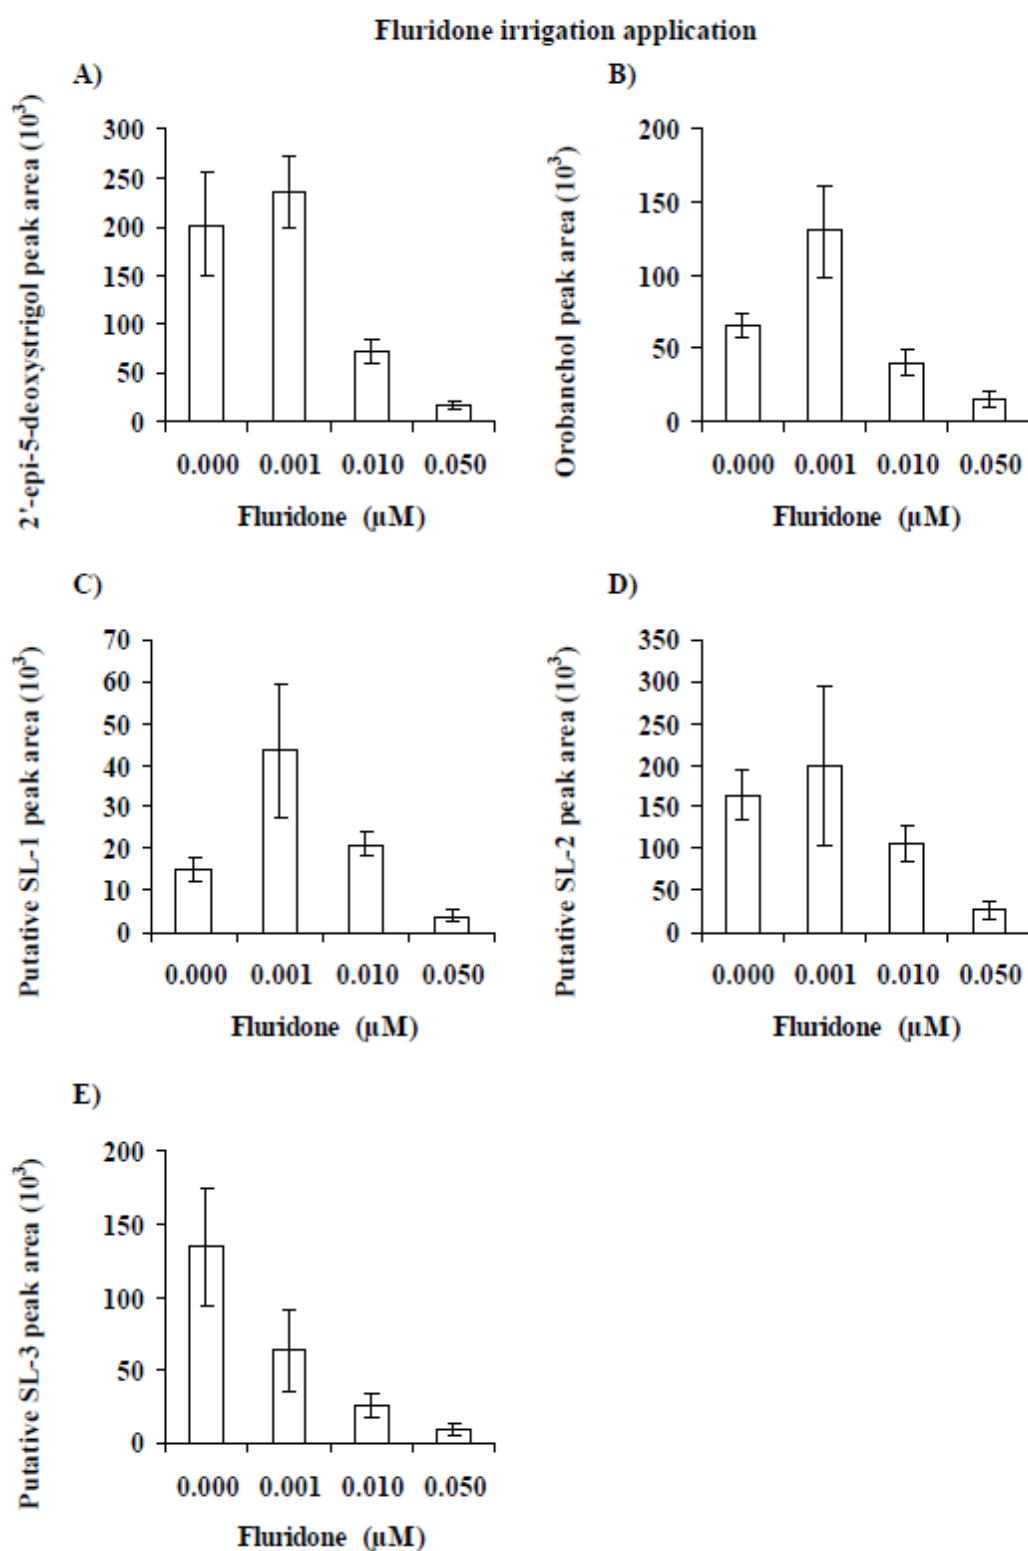 Fluridone irrigation application
A)
2'-epi-5-deoxystrigol peak area (10³)
300
250
200
150
100
50
0
0.000 0.001 0.010 0.050
Fluridone (µM)
B)
Orobanchol peak area (10³)
200
150
100
50
0
0.000 0.001 0.010 0.050
Fluridone (µM)
C)
Putative SL-1 peak area (10³)
70
60
50
40
30
20
10
0
0.000 0.001 0.010 0.050
Fluridone (µM)
D)
Putative SL-2 peak area (10³)
350
300
250
200
150
100
50
0
0.000 0.001 0.010 0.050
Fluridone (µM)
E)
Putative SL-3 peak area (10³)
200
150
100
50
0
0.000 0.001 0.010 0.050
Fluridone (µM)